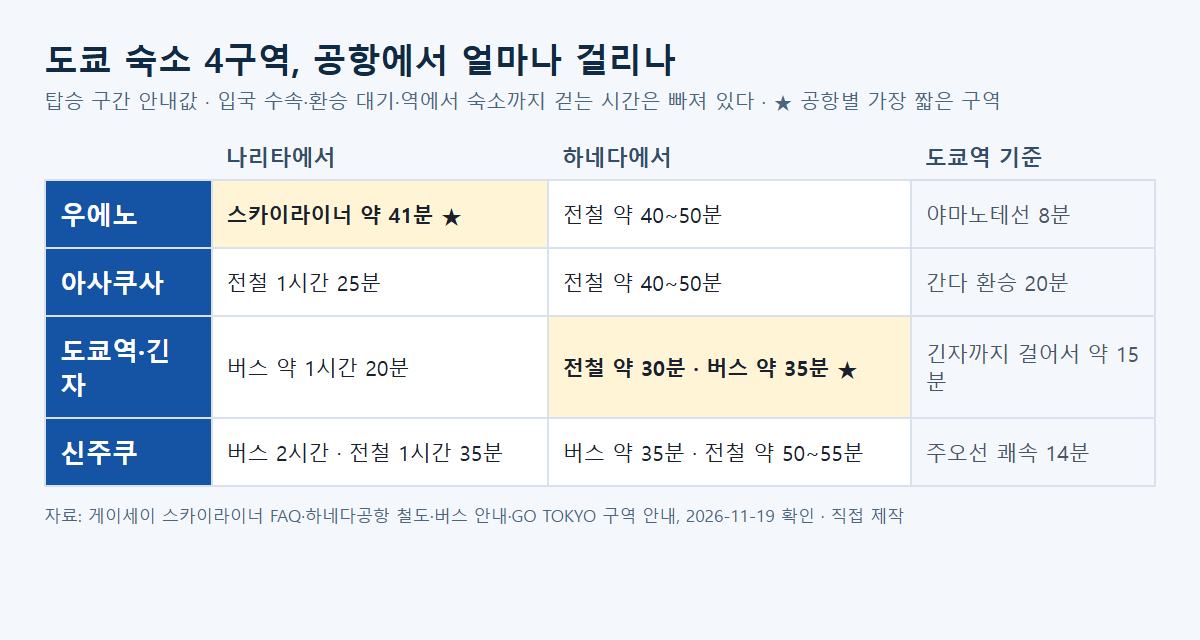 도쿄 숙소 4구역, 공항에서 얼마나 걸리나
탑승 구간 안내값 · 입국 수속·환승 대기·역에서 숙소까지 걷는 시간은 빠져 있다 · ★ 공항별 가장 짧은 구역
나리타에서 하네다에서 도쿄역 기준
우에노 스카이라이너 약 41분 ★ 전철 약 40~50분 야마노테선 8분
아사쿠사 전철 1시간 25분 전철 약 40~50분 간다 환승 20분
도쿄역·긴
자
버스 약 1시간 20분 전철 약 30분 · 버스 약 35분 ★
긴자까지 걸어서 약 15
분
신주쿠 버스 2시간 · 전철 1시간 35분 버스 약 35분 · 전철 약 50~55분 주오선 쾌속 14분
자료: 게이세이 스카이라이너 FAQ·하네다공항 철도·버스 안내·GO TOKYO 구역 안내, 2026-11-19 확인 · 직접 제작